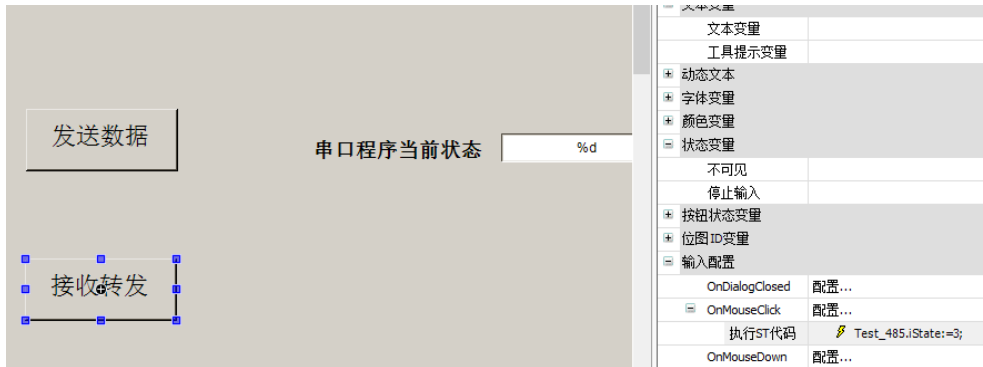 文本变量
文本变量
工具提示变量
动态文本
字体变量
发送数据
颜色变量
串口程序当前状态 %d
状态变量
不可见
停止输入
按钮状态变量
位图ID变量
输入配置
接收转发
OnDialogClosed 配置...
OnMouseClick 配置...
执行ST代码 Test_485.iState:=3;
OnMouseDown 配置...